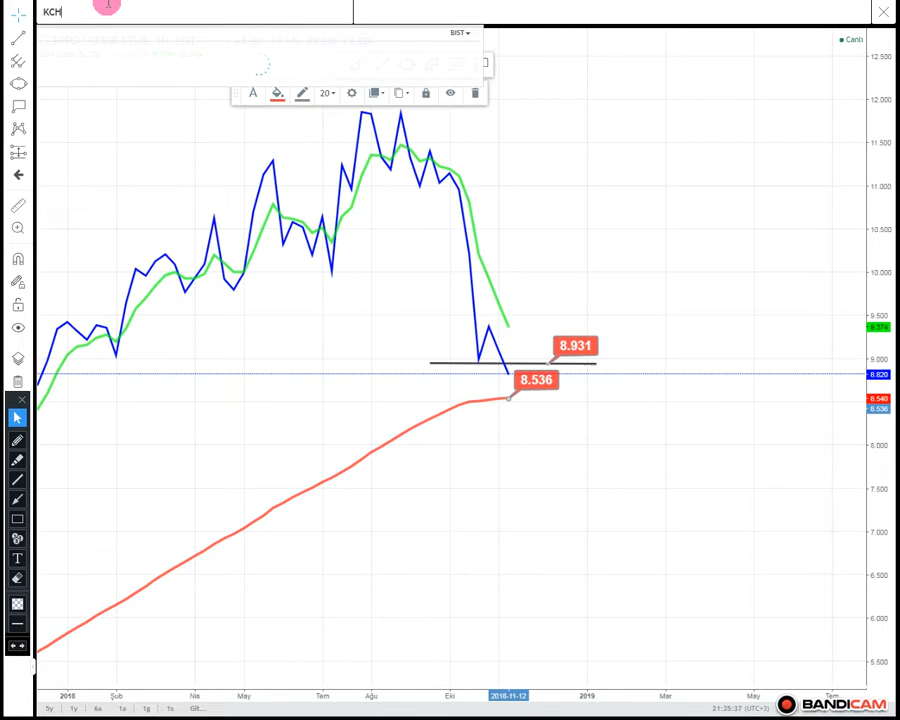 KCH
BIST
Canlı
A
20
12.500
12.000
11.000
10.500
10.000
9.500
8.374
8.931
9.000
8.820
8.536
8.540
8.536
8.000
7.500
7.000
6.500
6.000
5.500
T
2018
Şub
Nis
May
Tem
Ağu
Eki
2018-11-12
2019
Mar
May
Tem
5y
1y
6a
1a
1g
1s
Git...
21:35:37 (UTC+3)
BANDICAM